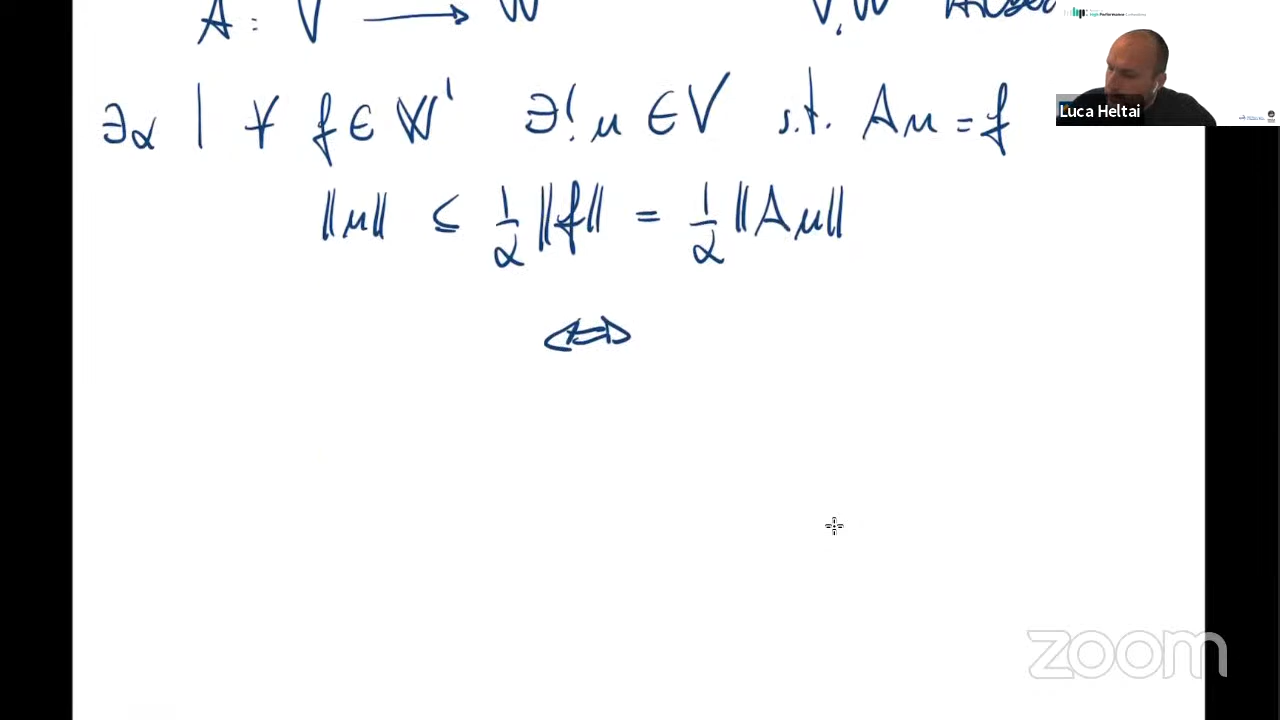 A : V → W V, W
∃α | ∀ f ∈ W' ∃! u ∈ V s.t. Au = f
‖u‖ ≤ 1/α ‖f‖ = 1/α ‖Au‖
⟺
Luca Heltai
zoom